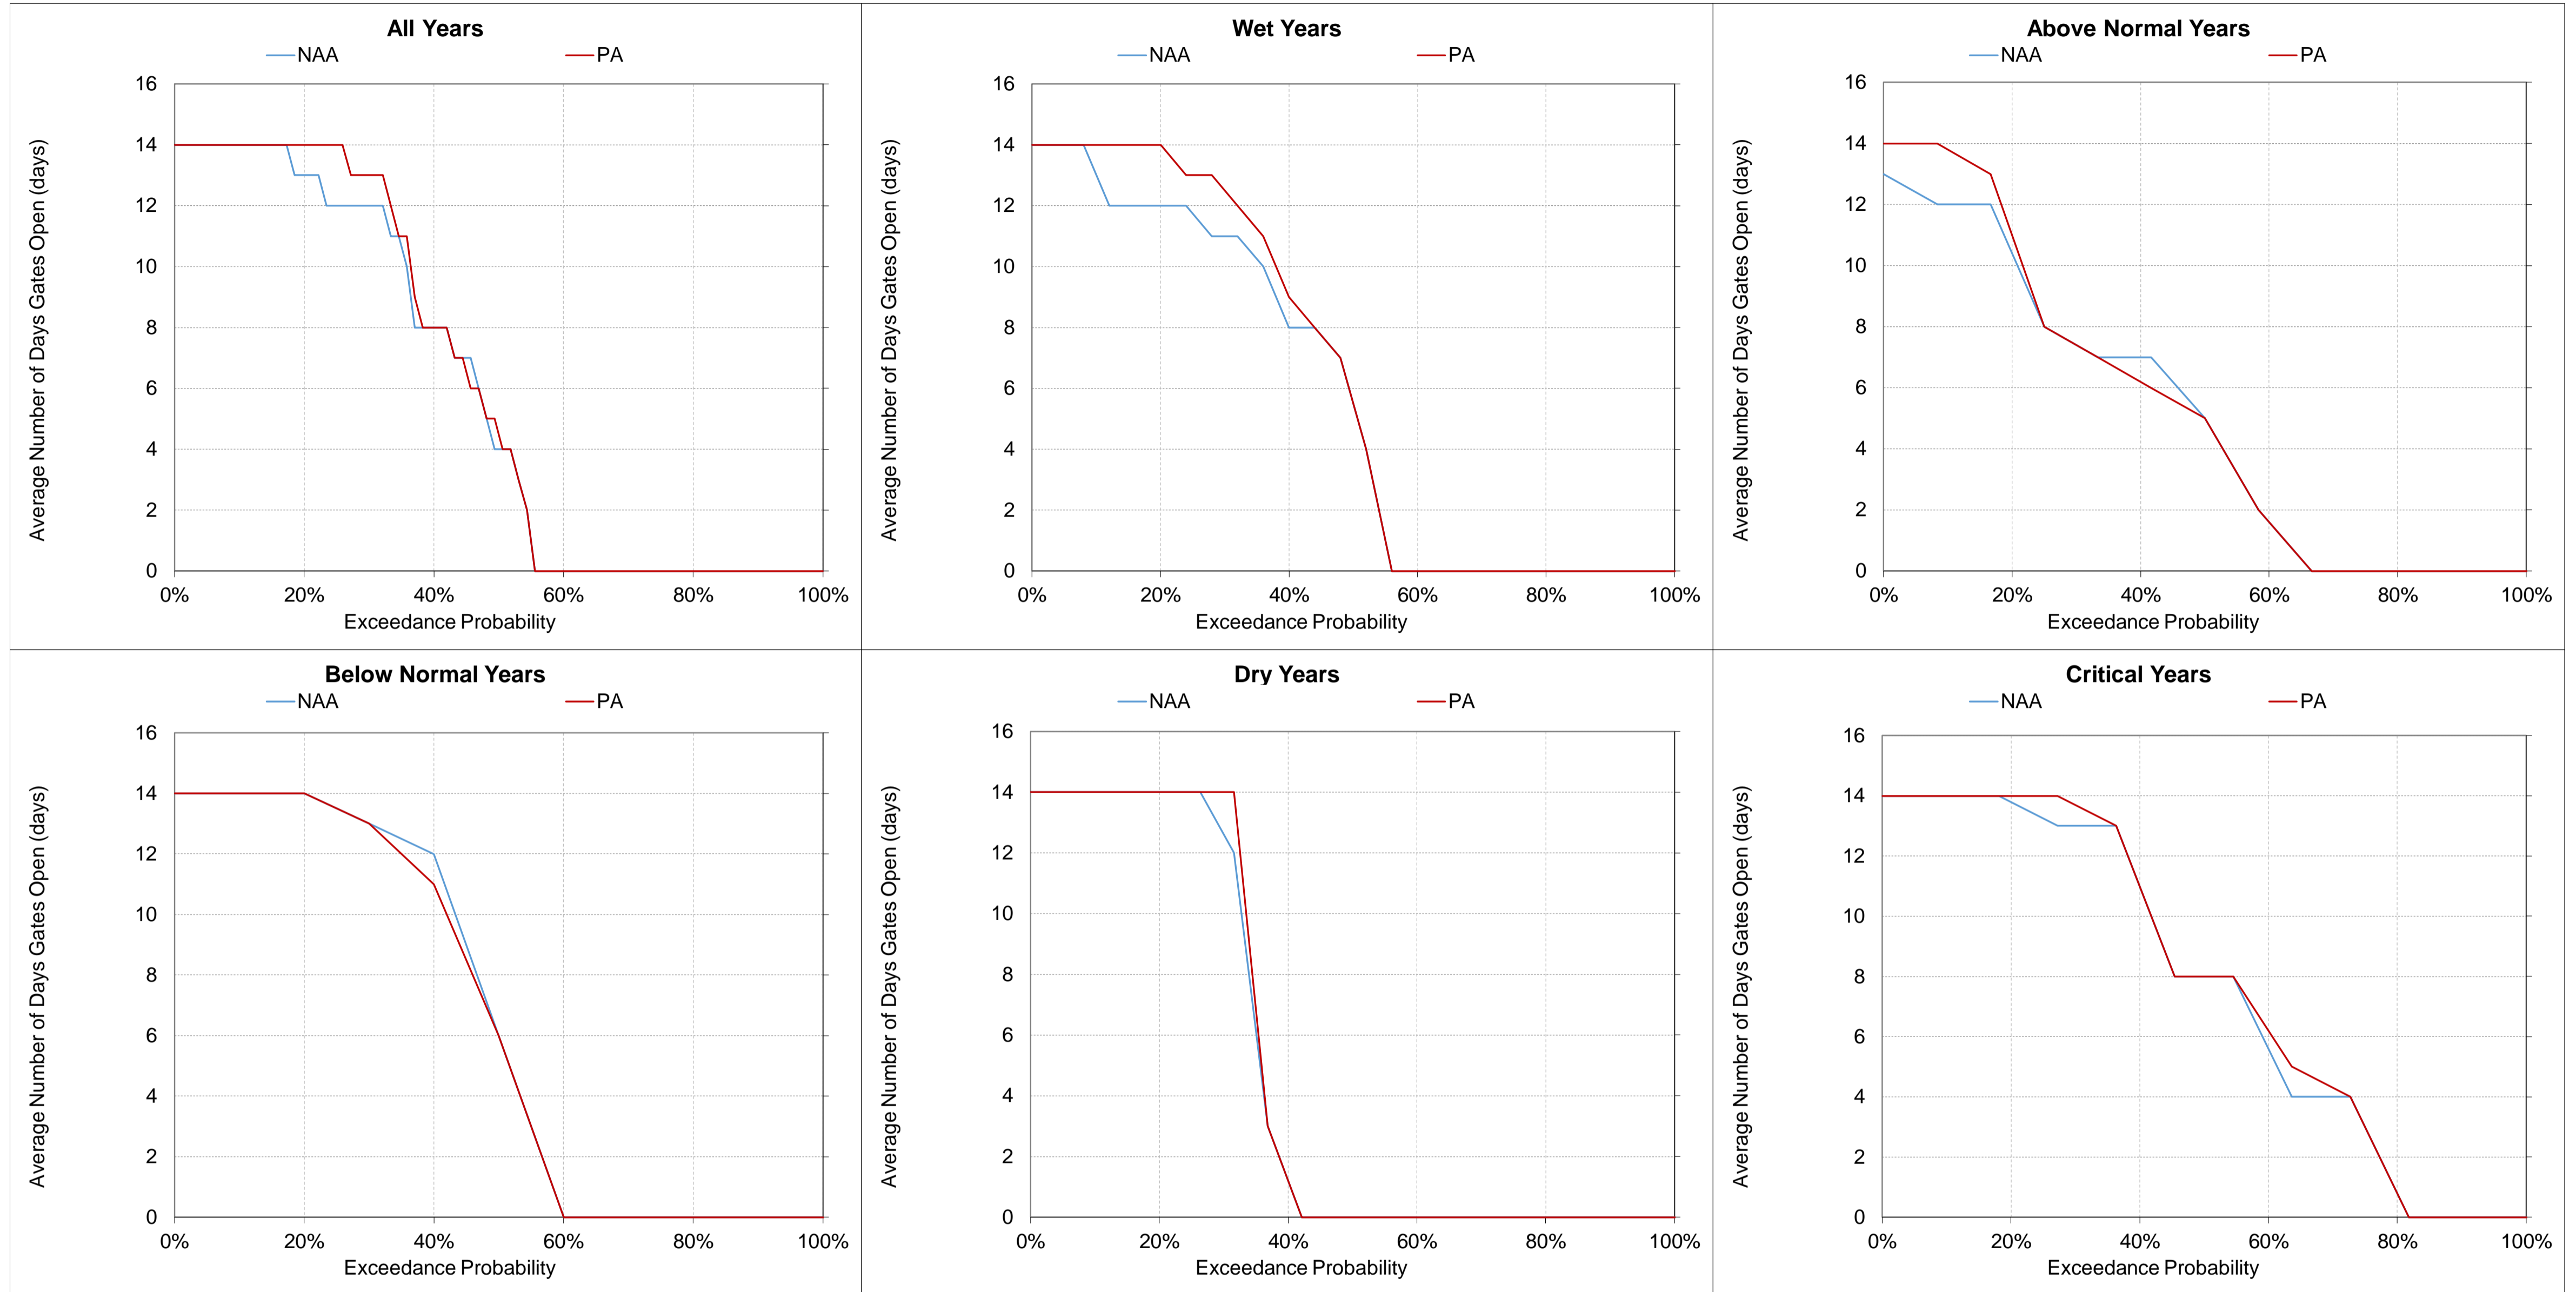 All Years
NAA PA
Average Number of Days Gates Open (days)
16
14
12
10
8
6
4
2
0
0% 20% 40% 60% 80% 100%
Exceedance Probability
Wet Years
NAA PA
Average Number of Days Gates Open (days)
16
14
12
10
8
6
4
2
0
0% 20% 40% 60% 80% 100%
Exceedance Probability
Above Normal Years
NAA PA
Average Number of Days Gates Open (days)
16
14
12
10
8
6
4
2
0
0% 20% 40% 60% 80% 100%
Exceedance Probability
Below Normal Years
NAA PA
Average Number of Days Gates Open (days)
16
14
12
10
8
6
4
2
0
0% 20% 40% 60% 80% 100%
Exceedance Probability
Dry Years
NAA PA
Average Number of Days Gates Open (days)
16
14
12
10
8
6
4
2
0
0% 20% 40% 60% 80% 100%
Exceedance Probability
Critical Years
NAA PA
Average Number of Days Gates Open (days)
16
14
12
10
8
6
4
2
0
0% 20% 40% 60% 80% 100%
Exceedance Probability